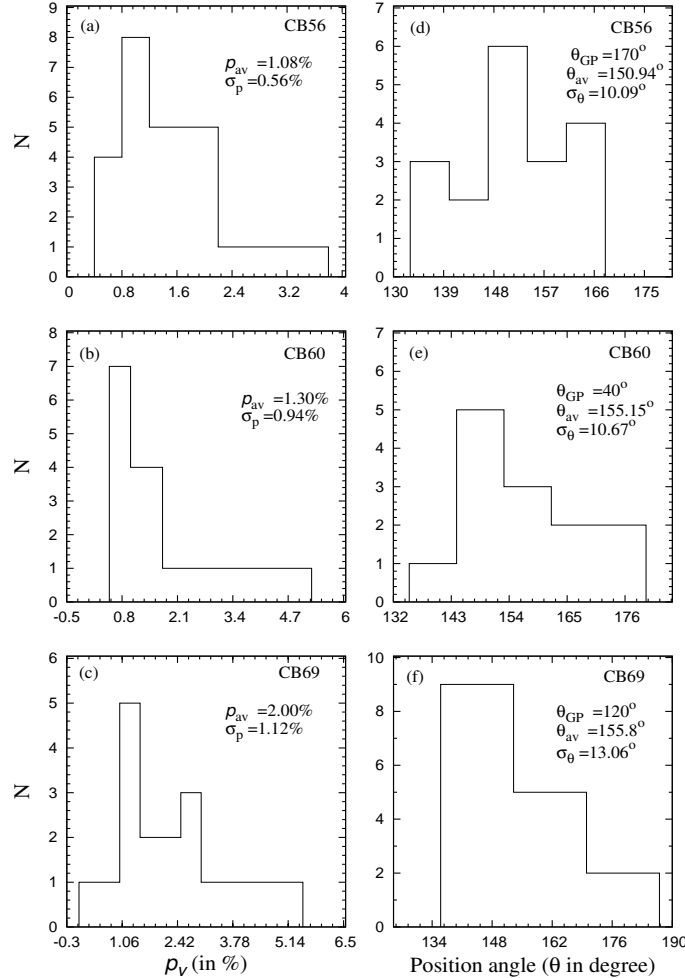 (a) CB56
p_av =1.08%
σ_p =0.56%
N
9
8
7
6
5
4
3
2
1
0
0 0.8 1.6 2.4 3.2 4
(d) CB56
θ_GP =170°
θ_av =150.94°
σ_θ =10.09°
7
6
5
4
3
2
1
0
130 139 148 157 166 175
(b) CB60
p_av =1.30%
σ_p =0.94%
N
8
7
6
5
4
3
2
1
0
-0.5 0.8 2.1 3.4 4.7 6
(e) CB60
θ_GP =40°
θ_av =155.15°
σ_θ =10.67°
7
6
5
4
3
2
1
0
132 143 154 165 176
(c) CB69
p_av =2.00%
σ_p =1.12%
N
6
5
4
3
2
1
0
-0.3 1.06 2.42 3.78 5.14 6.5
p_V (in %)
(f) CB69
θ_GP =120°
θ_av =155.8°
σ_θ =13.06°
10
8
6
4
2
0
134 148 162 176 190
Position angle (θ in degree)